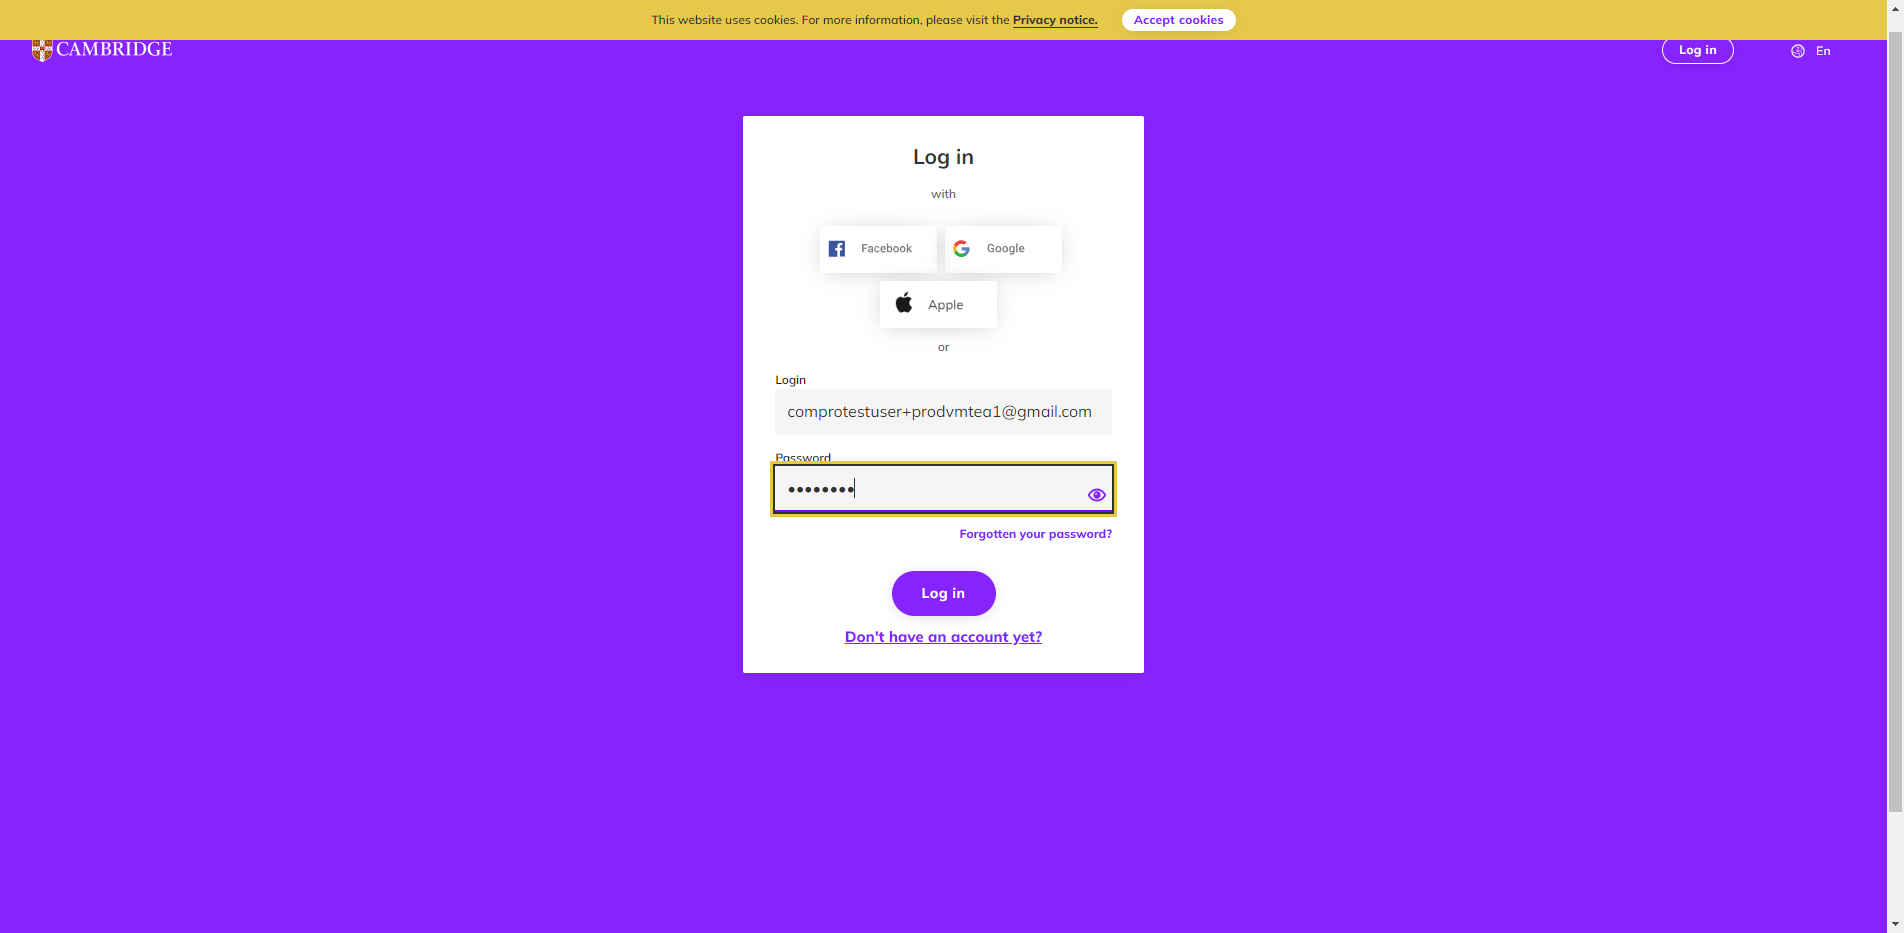 This website uses cookies. For more information, please visit the Privacy notice. Accept cookies
CAMBRIDGE
Log in
En
Log in
with
Facebook
Google
Apple
or
Login
comprotestuser+prodvmtea1@gmail.com
Password
••••••••
Forgotten your password?
Log in
Don't have an account yet?